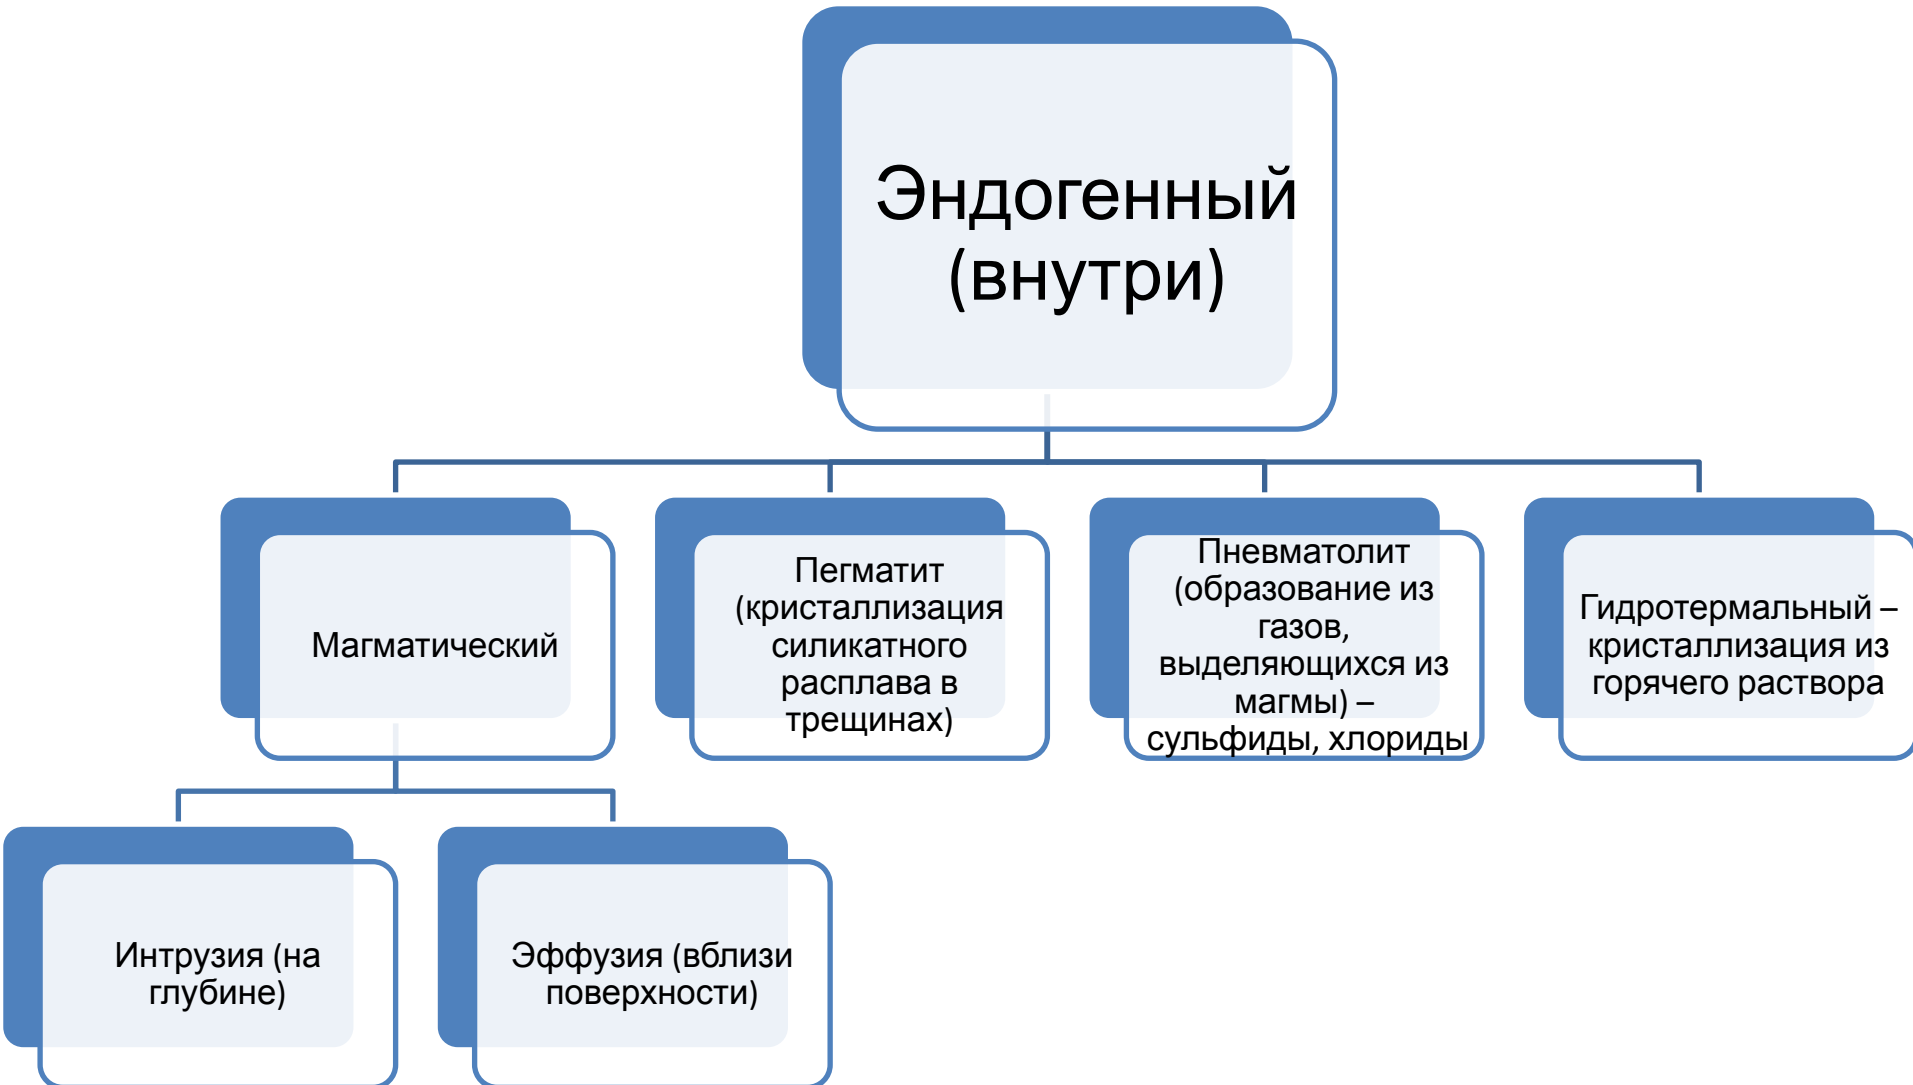 Эндогенный
(внутри)
Магматический
Пегматит
(кристаллизация
силикатного
расплава в
трещинах)
Пневматолит
(образование из
газов,
выделяющихся из
магмы) –
сульфиды, хлориды
Гидротермальный –
кристаллизация из
горячего раствора
Интрузия (на
глубине)
Эффузия (вблизи
поверхности)